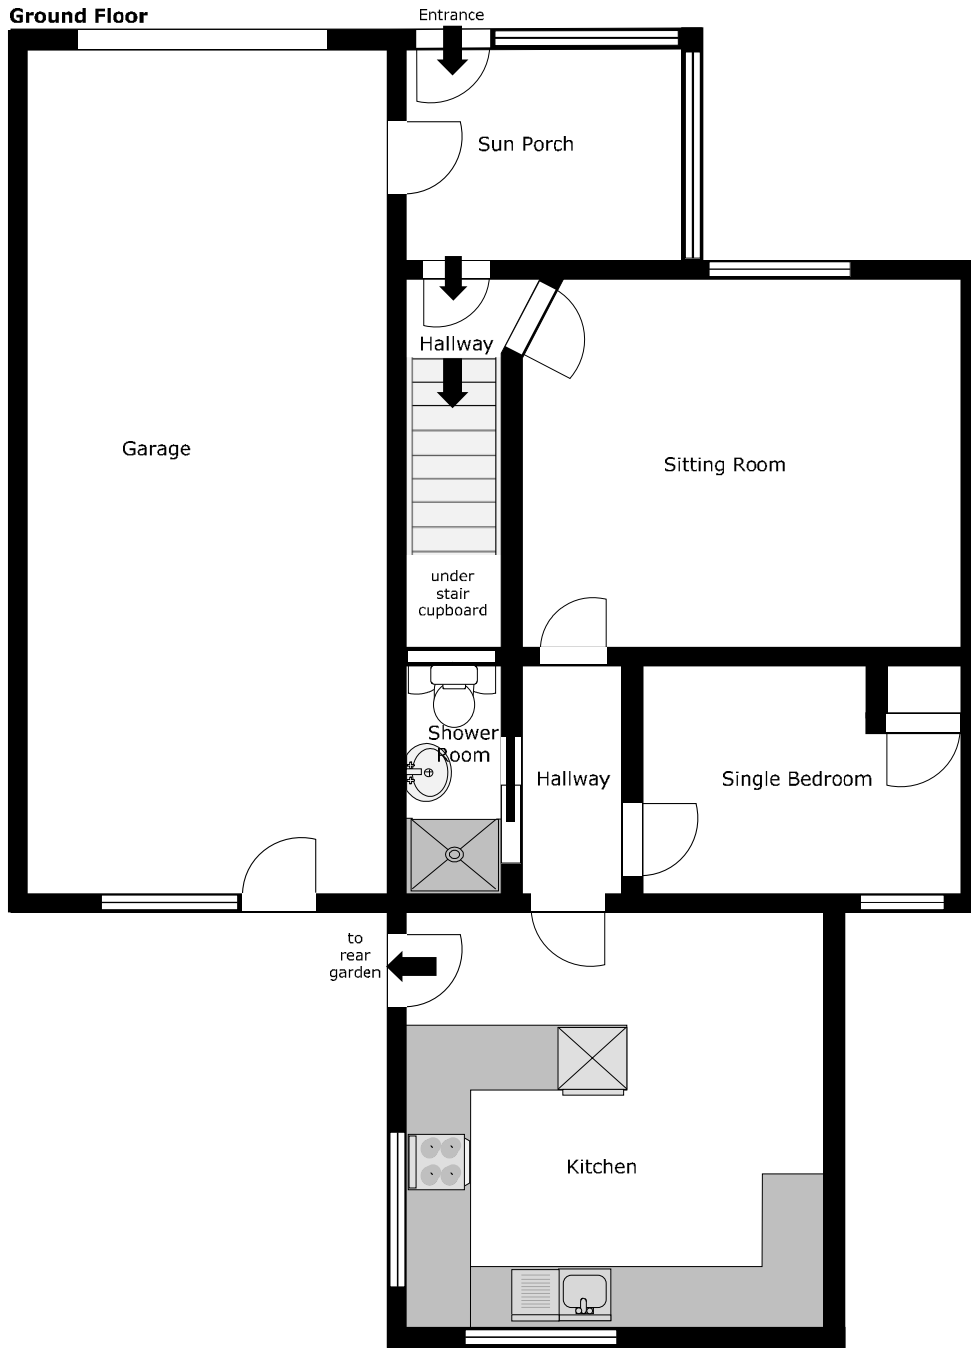 Ground Floor
Entrance
Sun Porch
Hallway
Garage
Sitting Room
under
stair
cupboard
Shower
Room
Hallway
Single Bedroom
to
rear
garden
Kitchen